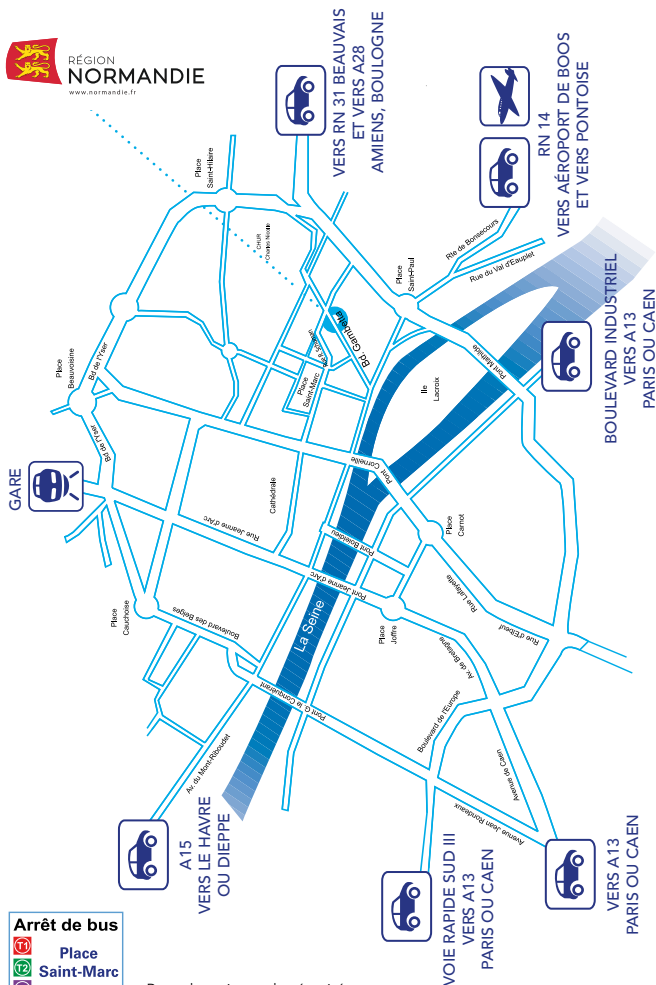 RÉGION
NORMANDIE
www.normandie.fr
VERS RN 31 BEAUVAIS
ET VERS A28
AMIENS, BOULOGNE
RN 14
VERS AÉROPORT DE BOOS
ET VERS PONTOISE
Place
Saint-Hilaire
CHUR
Charles Nicolle
Place
Beauvoisine
Bd de l'Yser
Bd de l'Yser
GARE
Place
Saint-Marc
Bd. Gambetta
Place
Saint-Paul
Rte de Bonsecours
Rue du Val d'Eauplet
Pont Mathilde
Ile
Lacroix
BOULEVARD INDUSTRIEL
VERS A13
PARIS OU CAEN
Cathédrale
Rue Jeanne d'Arc
Pont Corneille
Pont Boieldieu
Pont Jeanne d'Arc
Place
Carnot
Place
Cauchoise
Boulevard des Belges
La Seine
Place
Joffre
Rue Lafayette
Rue d'Elbeuf
Av. de Bretagne
Pont G. le Conquérant
Boulevard de l'Europe
Av. du Mont-Riboudet
Avenue de Caen
Avenue Jean Rondeaux
A15
VERS LE HAVRE
OU DIEPPE
VOIE RAPIDE SUD III
VERS A13
PARIS OU CAEN
VERS A13
PARIS OU CAEN
Arrêt de bus
T1
T2
Place
Saint-Marc